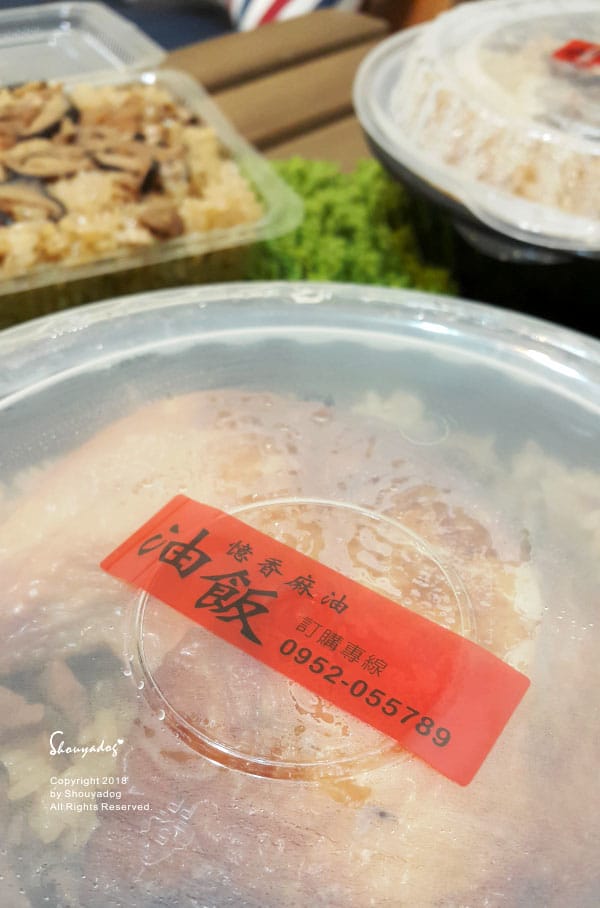 憶香麻油
油飯
訂購專線
0952-055789
Shouyadog
Copyright 2018
by Shouyadog
All Rights Reserved.